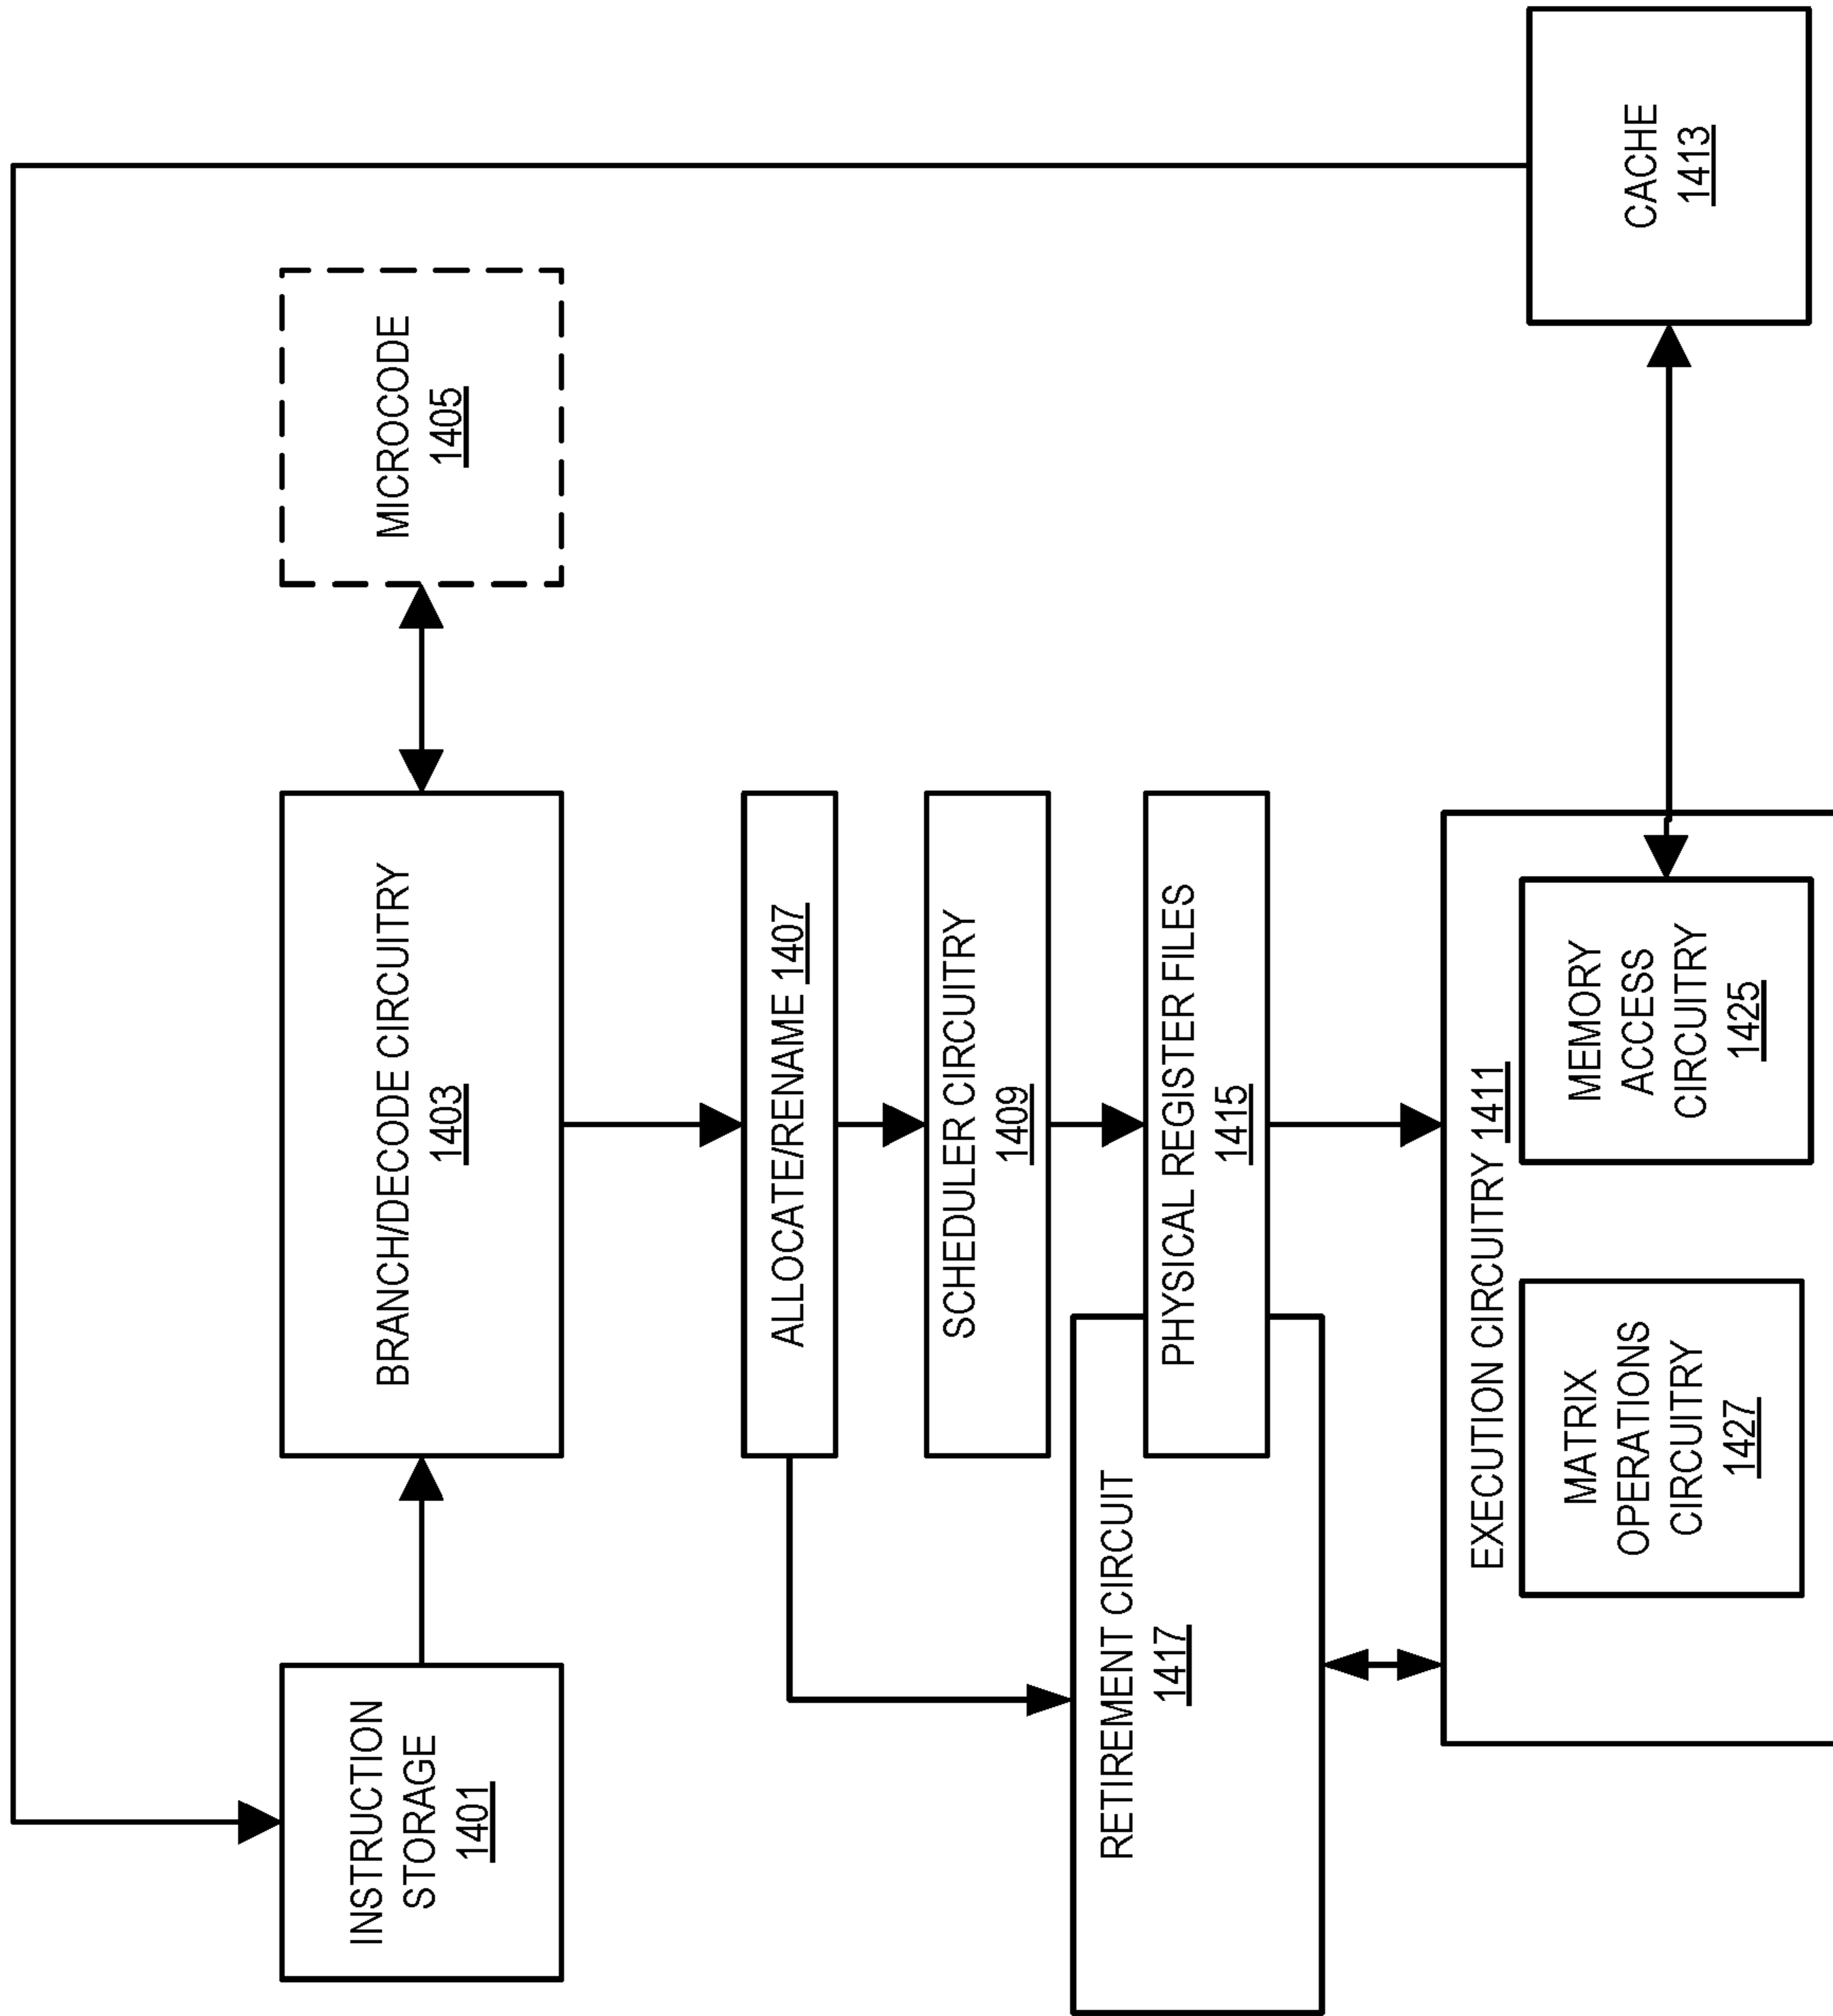 INSTRUCTION
STORAGE
1401
BRANCH/DECODE CIRCUITRY
1403
MICROCODE
1405
ALLOCATE/RENAME 1407
SCHEDULER CIRCUITRY
1409
RETIREMENT CIRCUIT
1417
PHYSICAL REGISTER FILES
1415
EXECUTION CIRCUITRY 1411
MATRIX
OPERATIONS
CIRCUITRY
1427
MEMORY
ACCESS
CIRCUITRY
1425
CACHE
1413